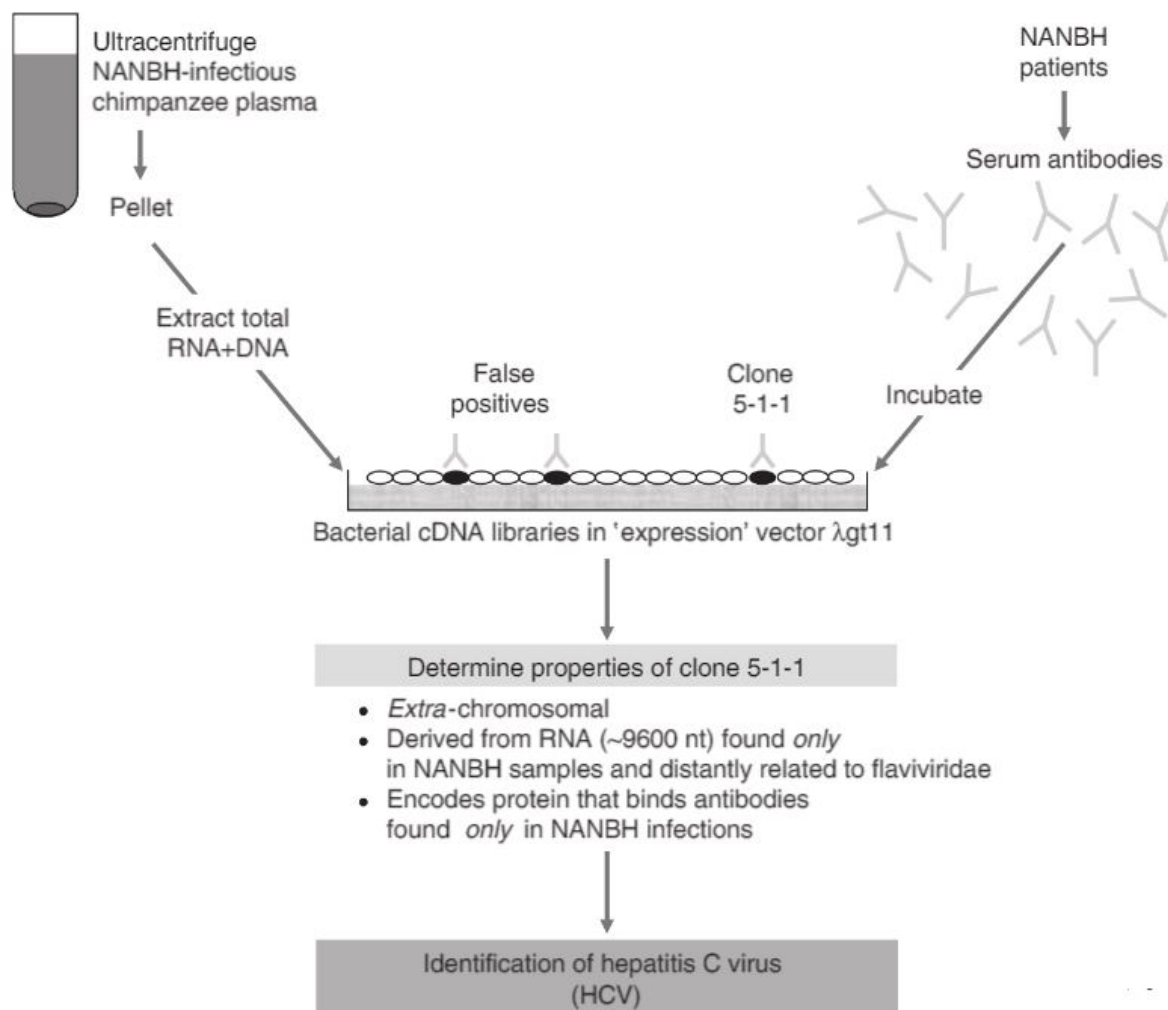 Ultracentrifuge
NANBH-infectious
chimpanzee plasma
Pellet
Extract total
RNA+DNA
NANBH
patients
Serum antibodies
Incubate
False
positives
Clone
5-1-1
Bacterial cDNA libraries in ‘expression’ vector λgt11
Determine properties of clone 5-1-1
• Extra-chromosomal
• Derived from RNA (~9600 nt) found only
in NANBH samples and distantly related to flaviviridae
• Encodes protein that binds antibodies
found only in NANBH infections
Identification of hepatitis C virus
(HCV)